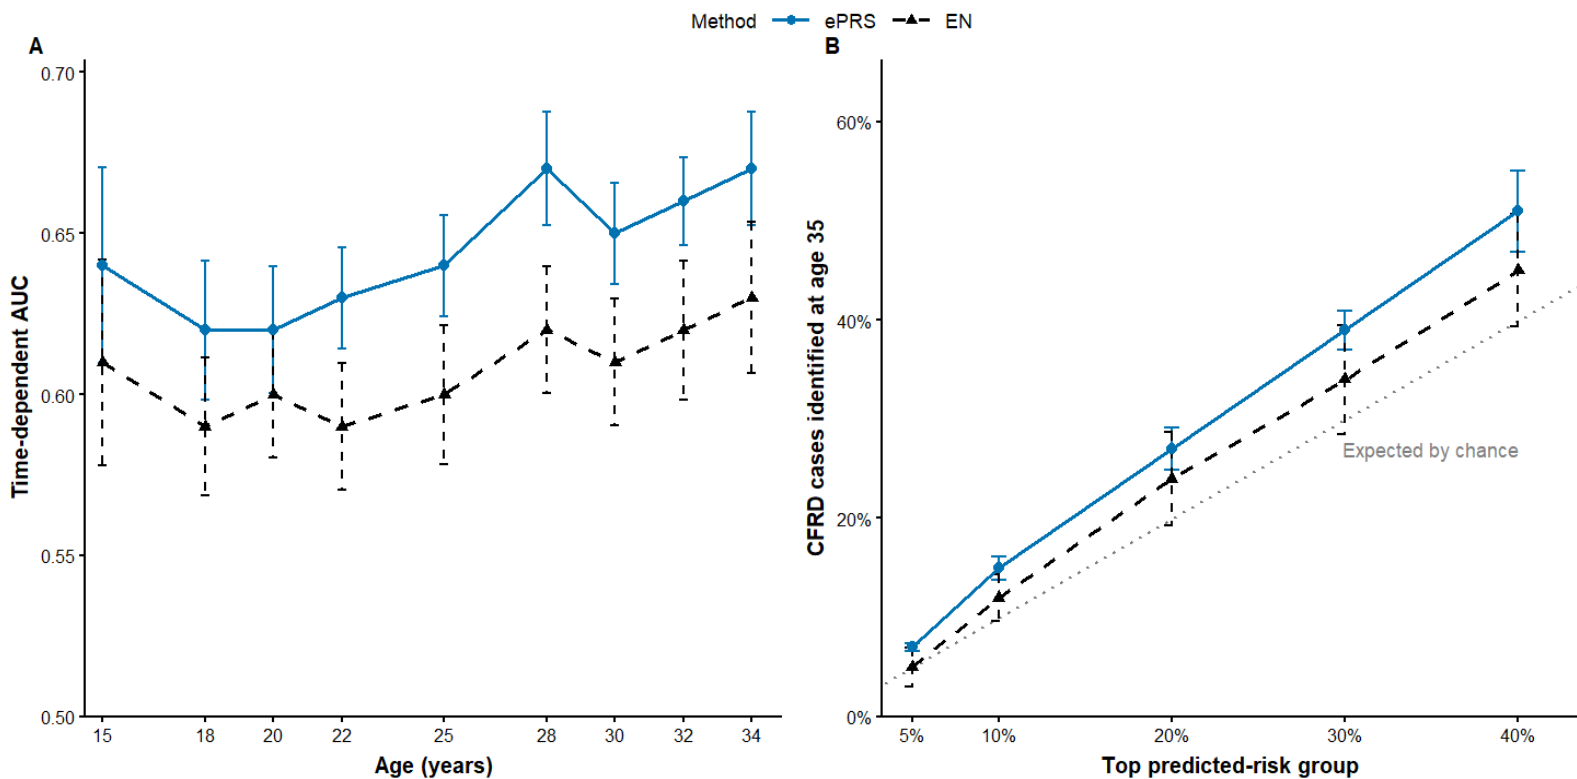 Method ePRS EN
A
Time-dependent AUC
0.70
0.65
0.60
0.55
0.50
15 18 20 22 25 28 30 32 34
Age (years)
B
CFRD cases identified at age 35
60%
40%
20%
0%
Expected by chance
5% 10% 20% 30% 40%
Top predicted-risk group